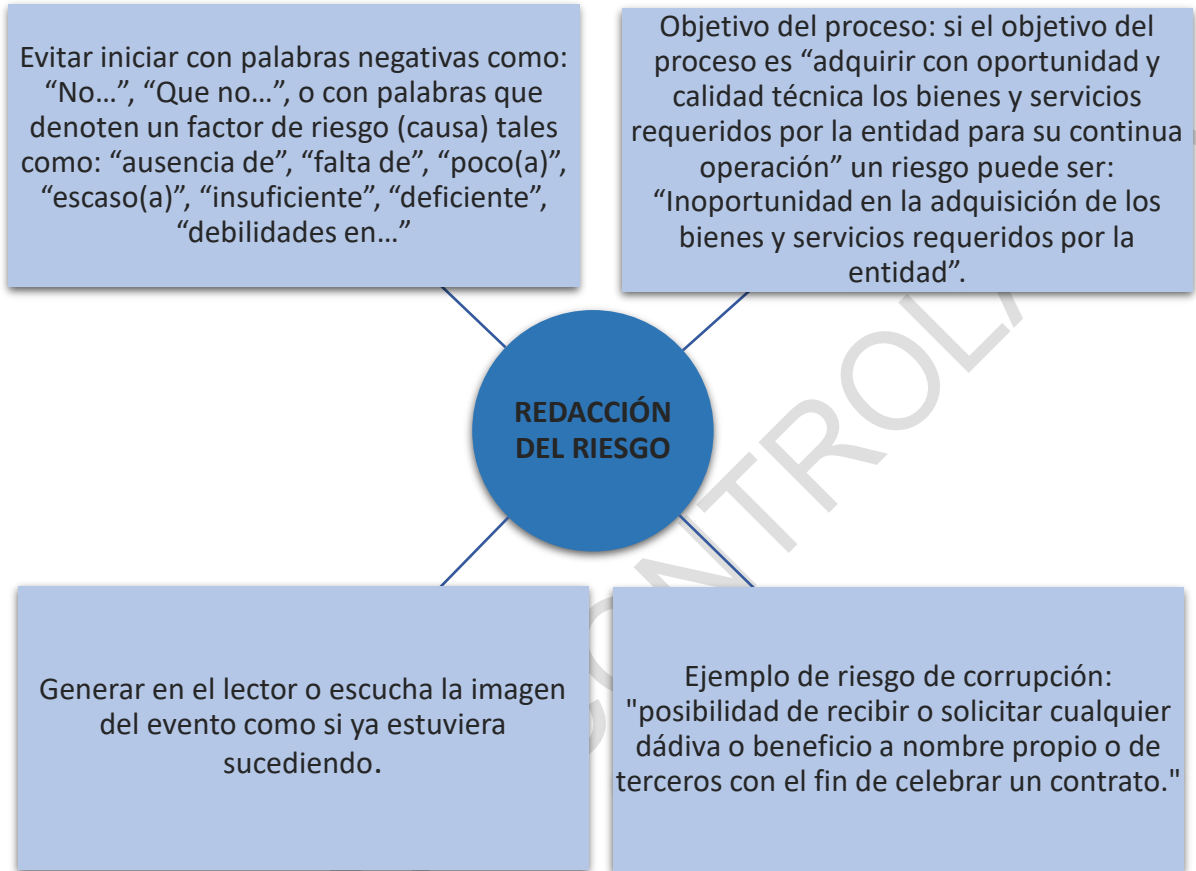 Evitar iniciar con palabras negativas como:
“No…”, “Que no…”, o con palabras que
denoten un factor de riesgo (causa) tales
como: “ausencia de”, “falta de”, “poco(a)”,
“escaso(a)”, “insuficiente”, “deficiente”,
“debilidades en…”
Objetivo del proceso: si el objetivo del
proceso es “adquirir con oportunidad y
calidad técnica los bienes y servicios
requeridos por la entidad para su continua
operación” un riesgo puede ser:
“Inoportunidad en la adquisición de los
bienes y servicios requeridos por la
entidad”.
REDACCIÓN
DEL RIESGO
Generar en el lector o escucha la imagen
del evento como si ya estuviera
sucediendo.
Ejemplo de riesgo de corrupción:
"posibilidad de recibir o solicitar cualquier
dádiva o beneficio a nombre propio o de
terceros con el fin de celebrar un contrato."